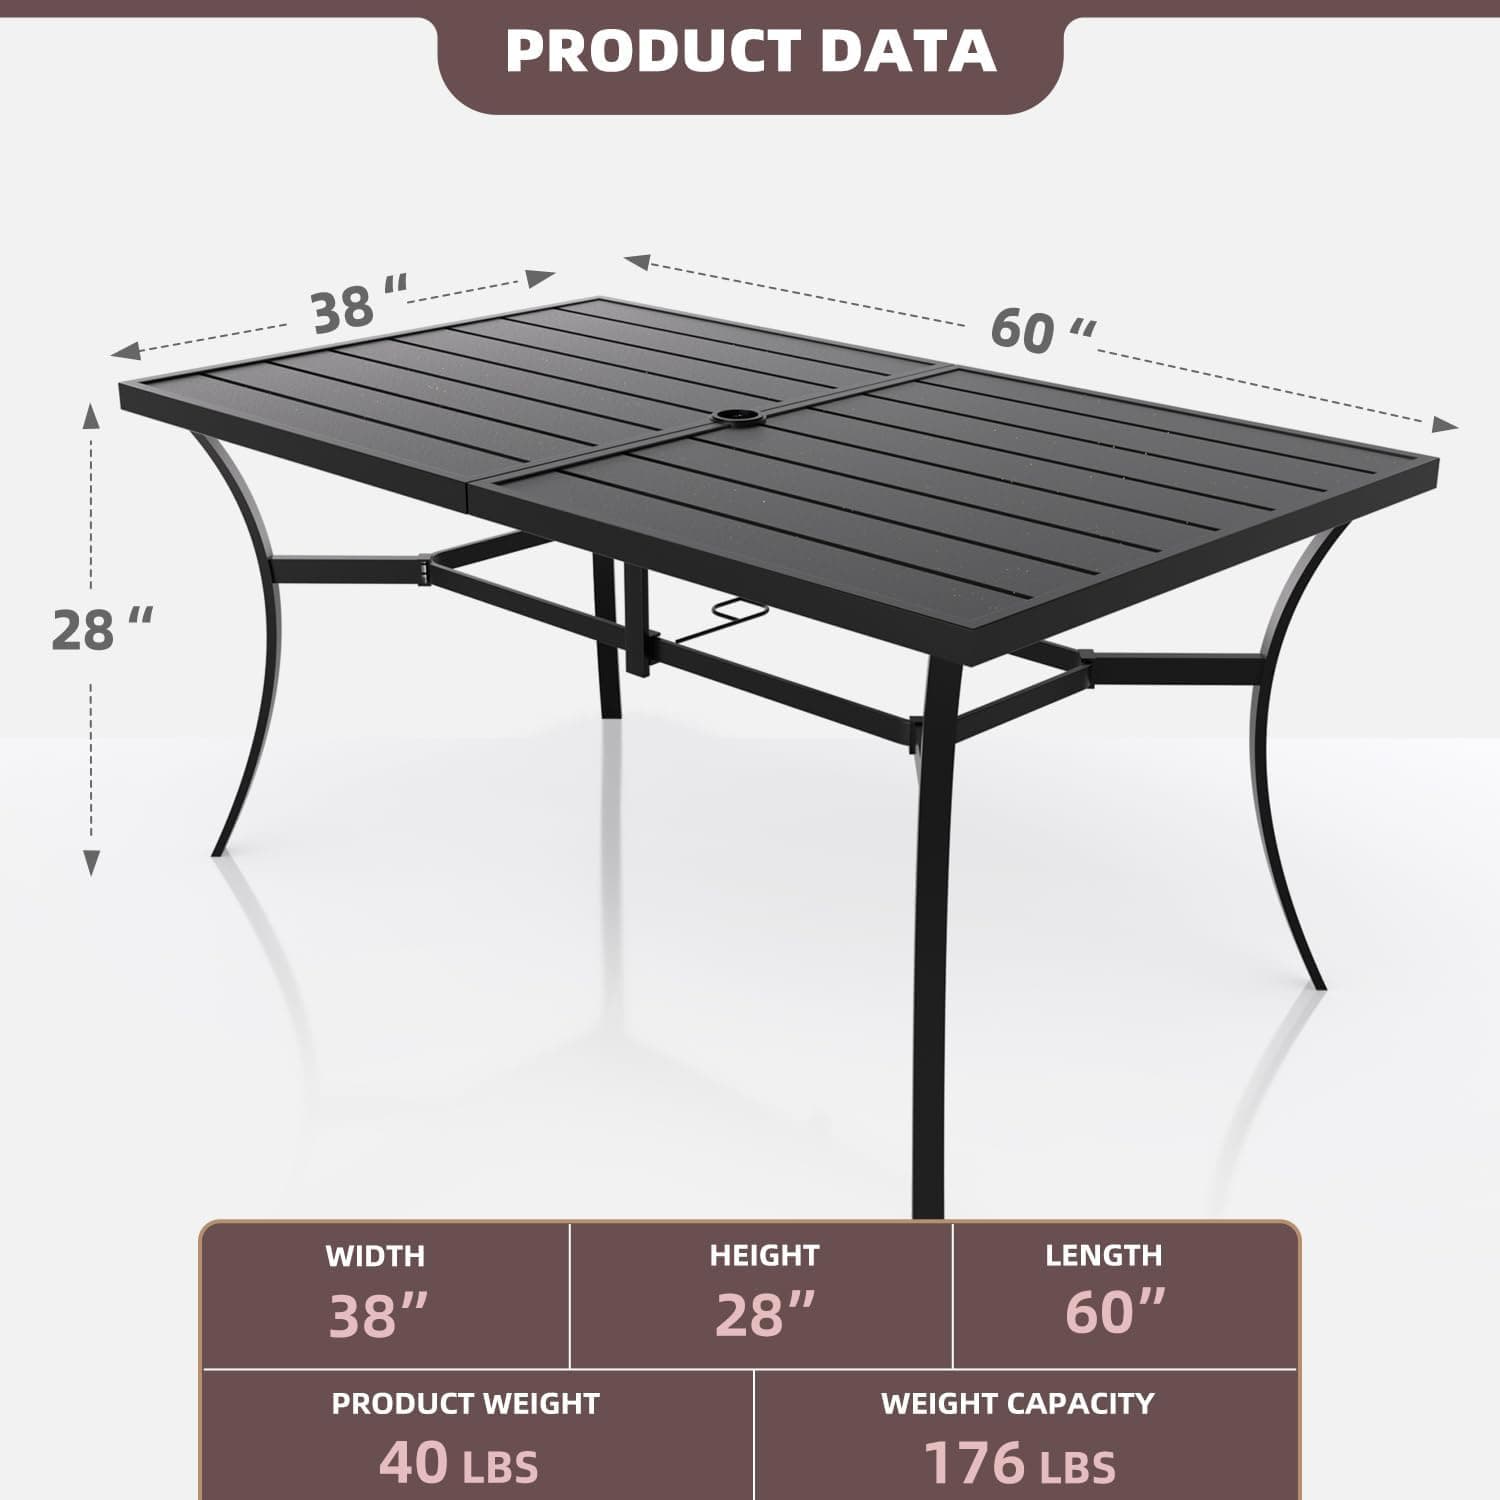 PRODUCT DATA
38 “
60 “
28 “
WIDTH
38”
HEIGHT
28”
LENGTH
60”
PRODUCT WEIGHT
40 LBS
WEIGHT CAPACITY
176 LBS